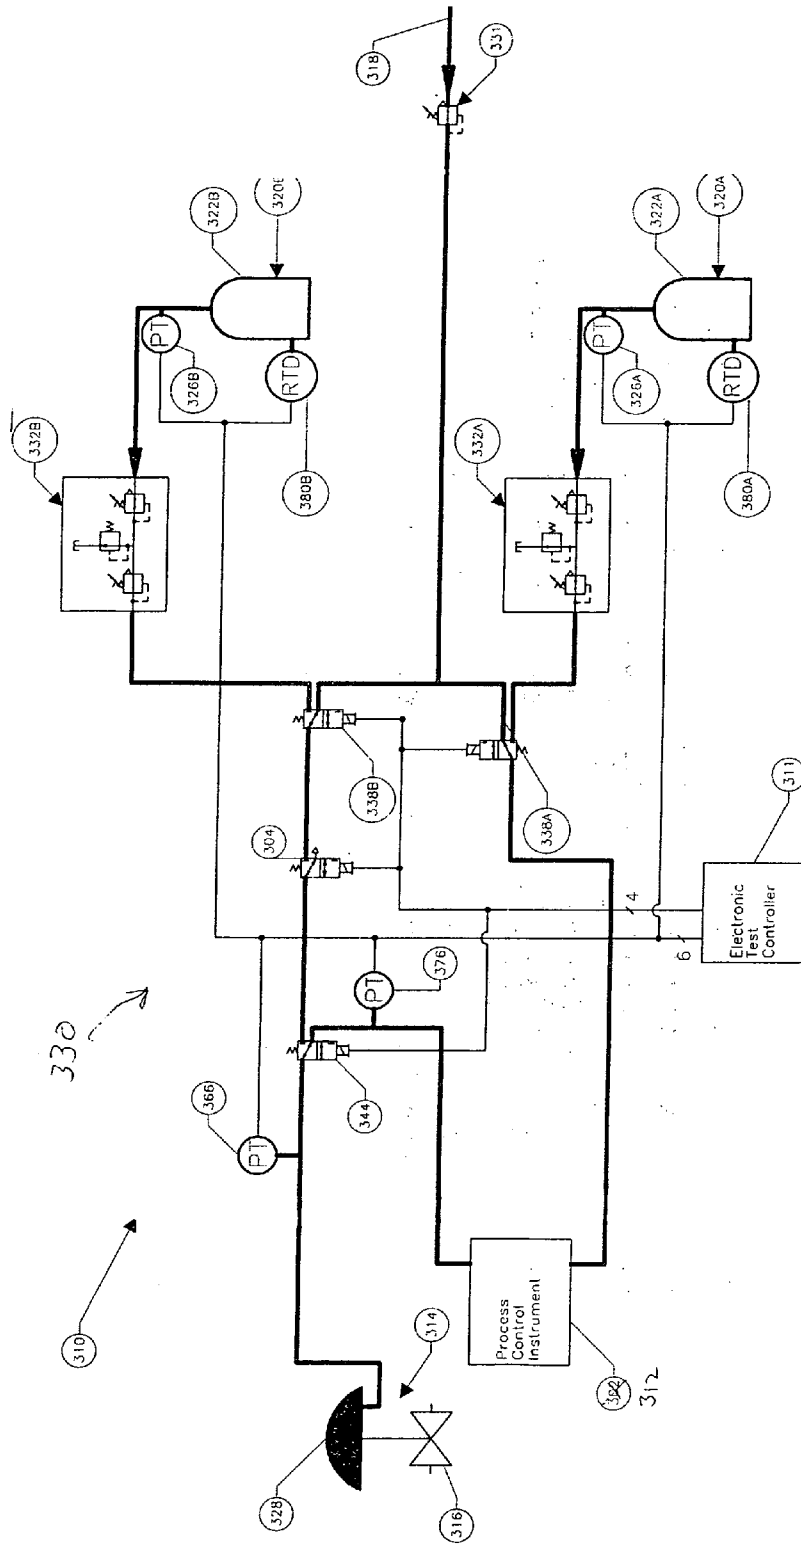 318
331
322B
320B
PT
326B
RTD
380B
332B
322A
320A
PT
326A
RTD
380A
332A
338B
338A
304
330
376
PT
344
366
PT
4
6
311
Electronic
Test
Controller
310
314
328
316
Process
Control
Instrument
302
312